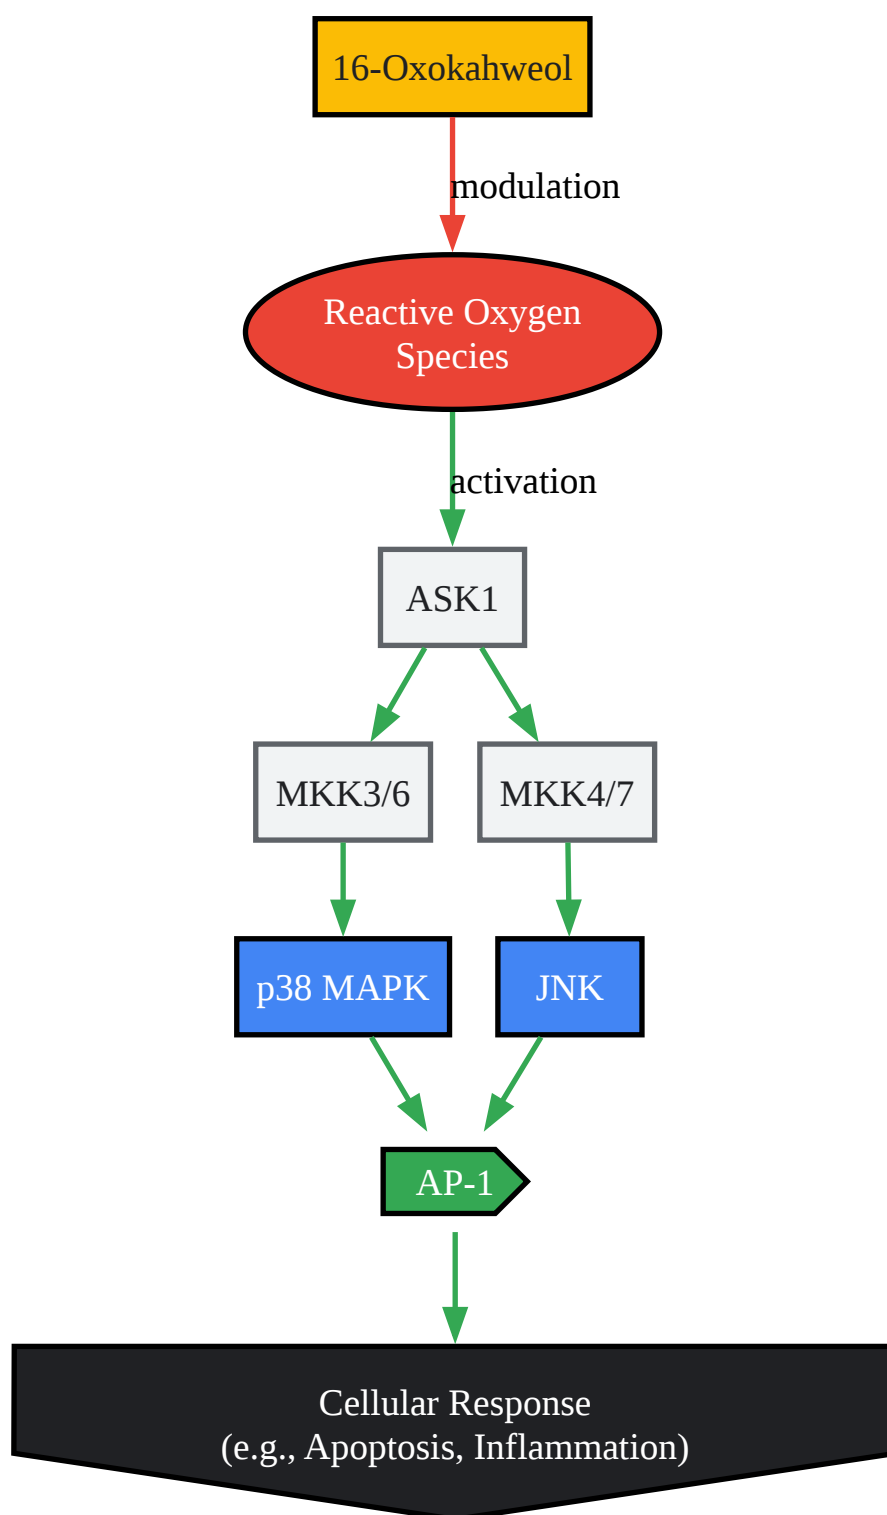 16-Oxokahweol
modulation
Reactive Oxygen
Species
activation
ASK1
MKK3/6
MKK4/7
p38 MAPK
JNK
AP-1
Cellular Response
(e.g., Apoptosis, Inflammation)